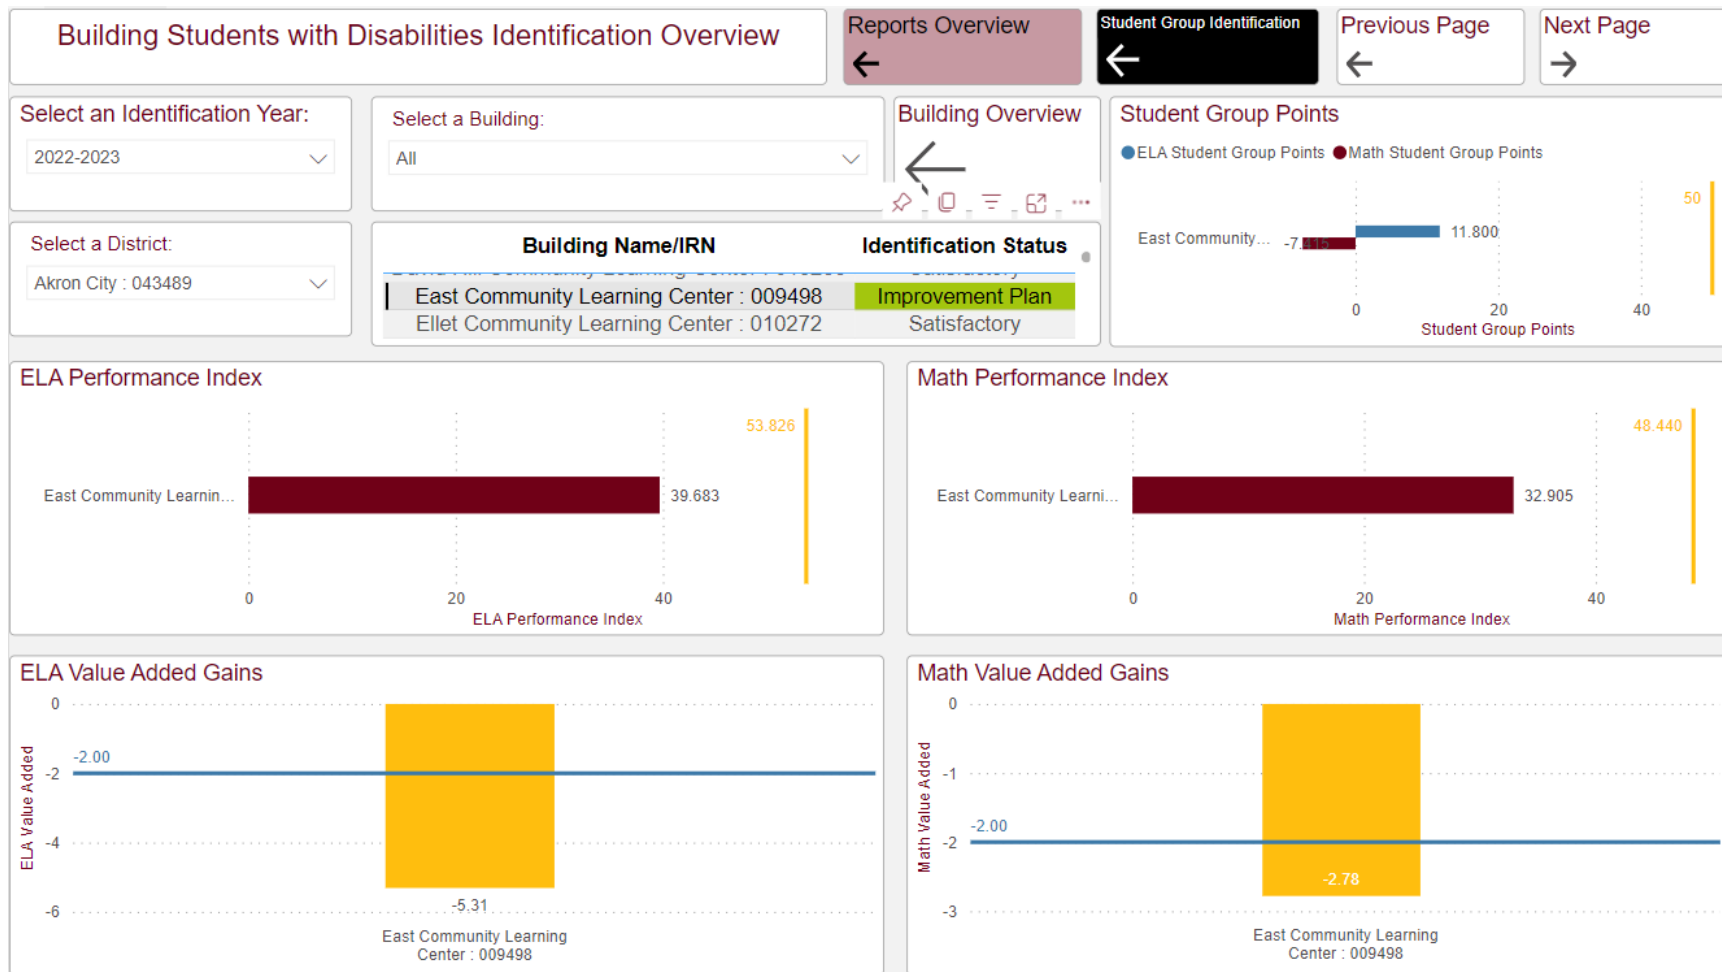 Building Students with Disabilities Identification Overview
Reports Overview
Student Group Identification
Previous Page
Next Page
Select an Identification Year:
2022-2023
Select a Building:
All
Building Overview
Student Group Points
ELA Student Group Points Math Student Group Points
50
East Community...
-7.415
11.800
0 20 40
Student Group Points
Select a District:
Akron City : 043489
Building Name/IRN Identification Status
East Community Learning Center : 009498 Improvement Plan
Ellet Community Learning Center : 010272 Satisfactory
ELA Performance Index
53.826
East Community Learnin...
39.683
0 20 40
ELA Performance Index
Math Performance Index
48.440
East Community Learni...
32.905
0 20 40
Math Performance Index
ELA Value Added Gains
ELA Value Added
0
-2.00
-2
-4
-6
-5.31
East Community Learning
Center : 009498
Math Value Added Gains
Math Value Added
0
-1
-2.00
-2
-2.78
-3
East Community Learning
Center : 009498